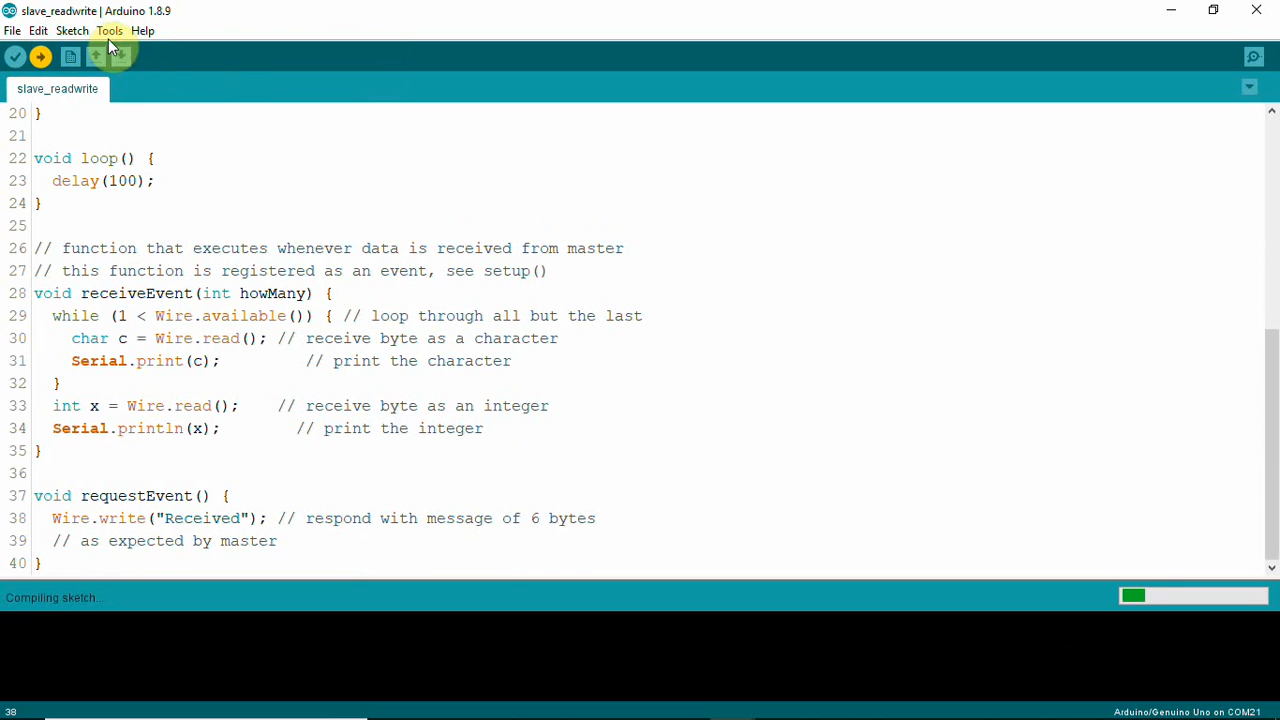 slave_readwrite | Arduino 1.8.9
File Edit Sketch Tools Help
slave_readwrite
20 }
21
22 void loop() {
23   delay(100);
24 }
25
26 // function that executes whenever data is received from master
27 // this function is registered as an event, see setup()
28 void receiveEvent(int howMany) {
29   while (1 < Wire.available()) { // loop through all but the last
30     char c = Wire.read(); // receive byte as a character
31     Serial.print(c);         // print the character
32   }
33   int x = Wire.read();    // receive byte as an integer
34   Serial.println(x);        // print the integer
35 }
36
37 void requestEvent() {
38   Wire.write("Received"); // respond with message of 6 bytes
39   // as expected by master
40 }
Compiling sketch...
38 Arduino/Genuino Uno on COM21